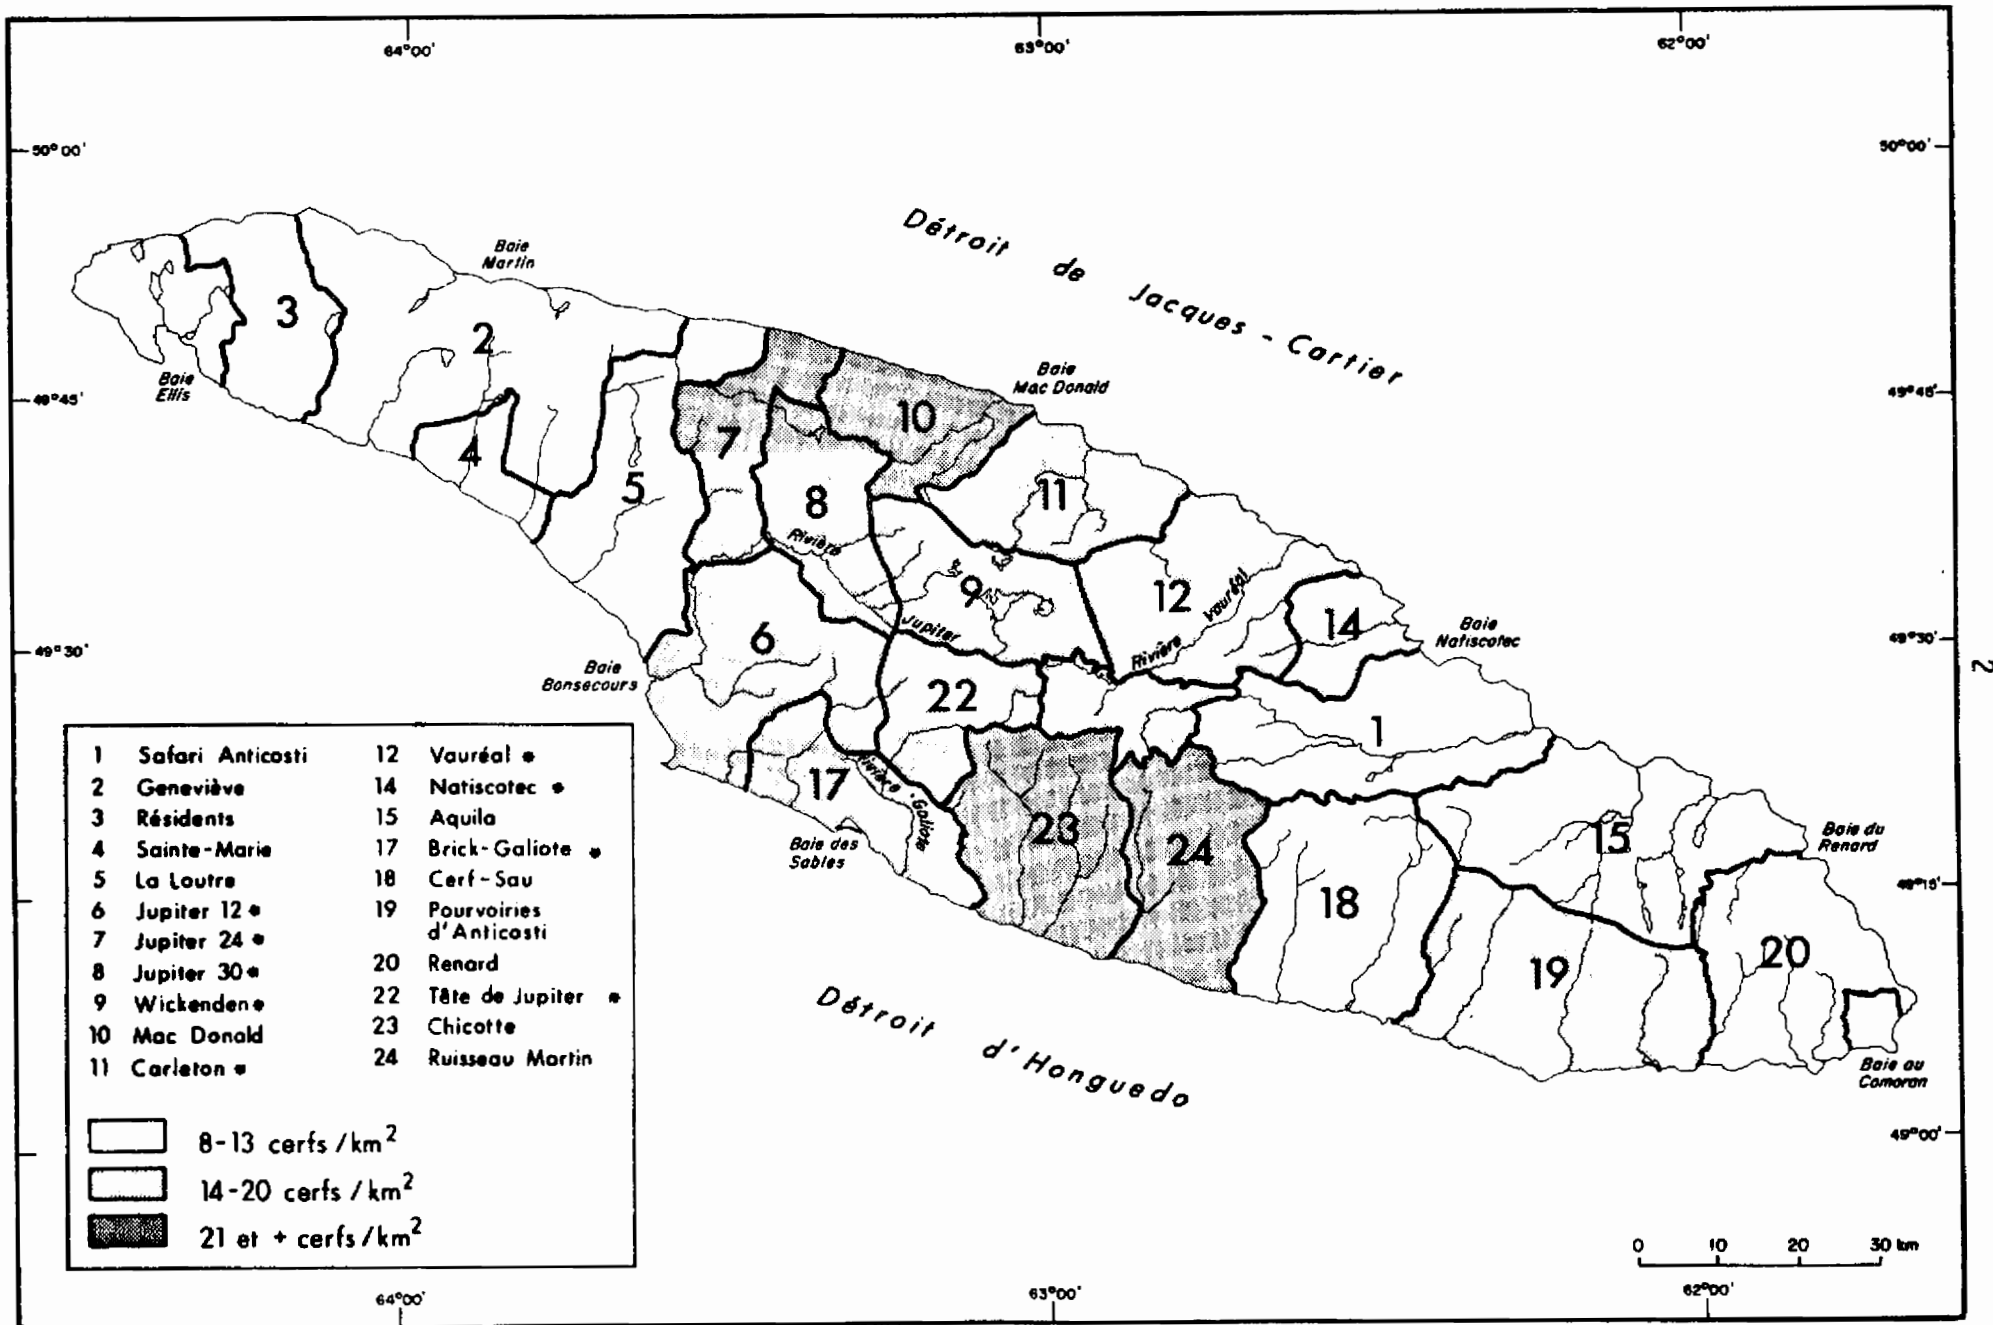 64°00'
63°00'
62°00'
50°00'
50°00'
Détroit de Jacques - Cartier
Baie
Martin
3
2
Baie
Ellis
Baie
Mac Donald
49°45'
49°45'
10
4
7
5
8
11
Rivière
Jupiter
9
12
Rivière Vauréal
14
Baie
Natiscotec
49°30'
49°30'
6
Baie
Bonsecours
22
1
2
17
Rivière - Galiote
Baie des
Sables
23
24
15
Baie du
Renard
18
49°15'
19
20
Baie au
Comoran
Détroit d'Honguedo
49°00'
1 Safari Anticosti
2 Geneviève
3 Résidents
4 Sainte-Marie
5 La Loutre
6 Jupiter 12 *
7 Jupiter 24 *
8 Jupiter 30 *
9 Wickenden *
10 Mac Donald
11 Carleton *
12 Vauréal *
14 Natiscotec *
15 Aquila
17 Brick-Galiote *
18 Cerf-Sau
19 Pourvoiries
d'Anticosti
20 Renard
22 Tête de Jupiter *
23 Chicotte
24 Ruisseau Martin
8-13 cerfs /km²
14-20 cerfs /km²
21 et + cerfs /km²
0 10 20 30 km
64°00'
63°00'
62°00'